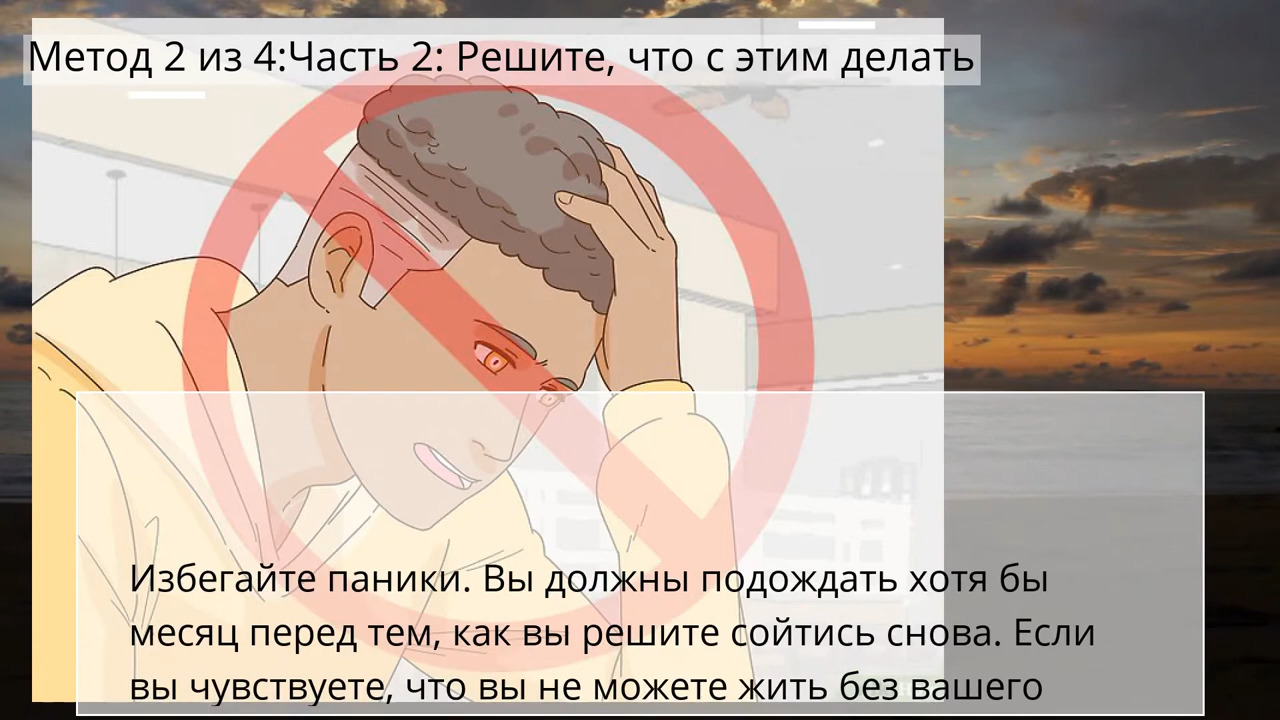 Метод 2 из 4:Часть 2: Решите, что с этим делать
Избегайте паники. Вы должны подождать хотя бы
месяц перед тем, как вы решите сойтись снова. Если
вы чувствуете, что вы не можете жить без вашего